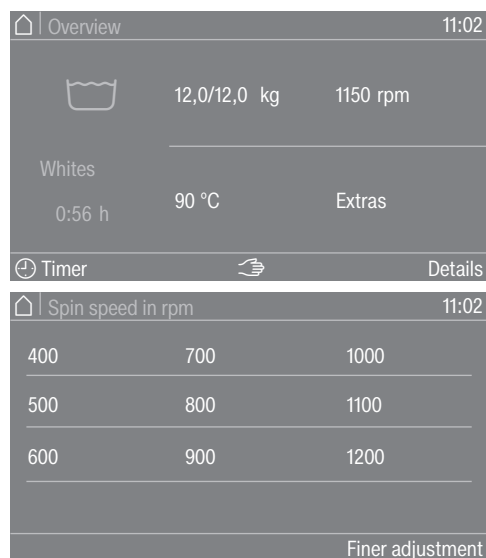 Overview 11:02
12,0/12,0 kg 1150 rpm
Whites
0:56 h
90 °C Extras
Timer Details
Spin speed in rpm 11:02
400 700 1000
500 800 1100
600 900 1200
Finer adjustment